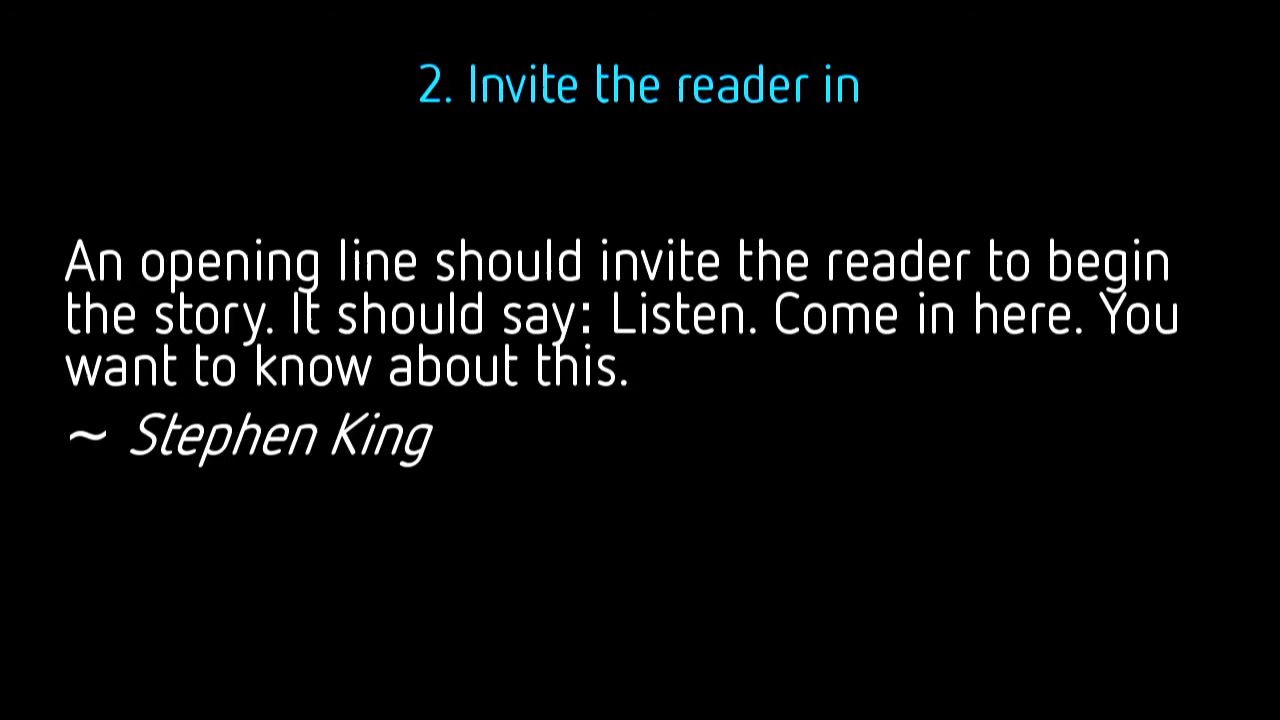 2. Invite the reader in
An opening line should invite the reader to begin
the story. It should say: Listen. Come in here. You
want to know about this.
~ Stephen King